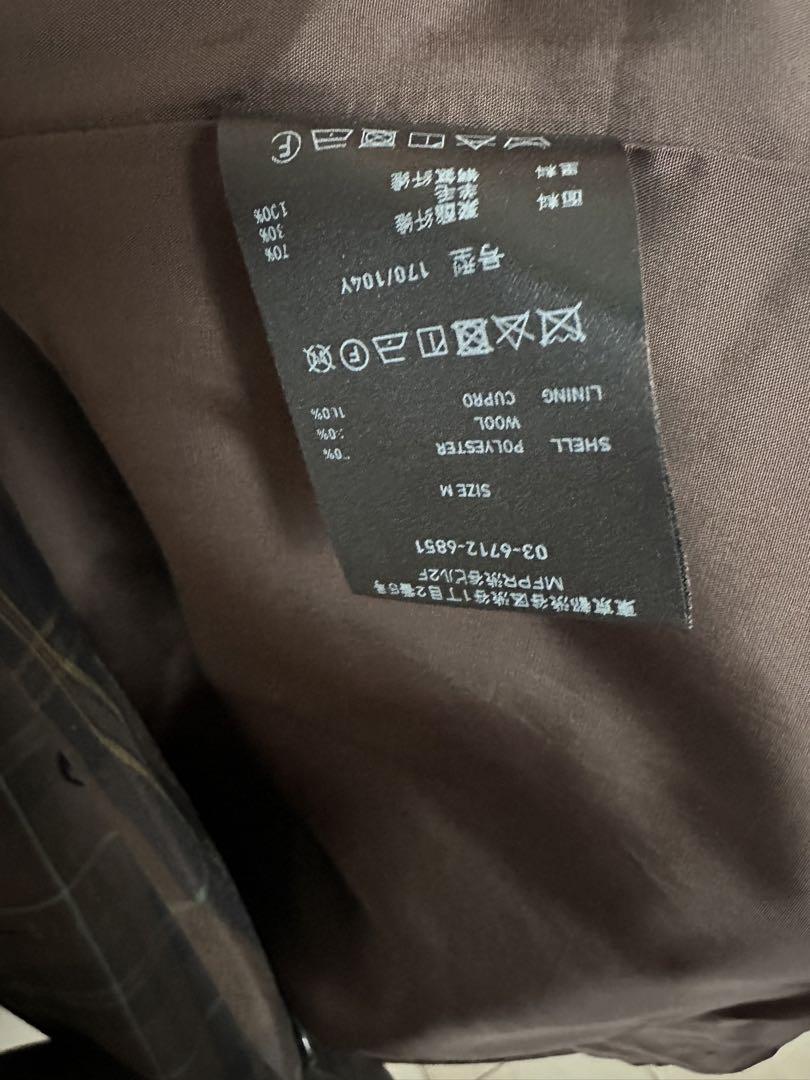 東京都渋谷区渋谷1丁目2番5号
MFPR渋谷ビル2F
03-6712-6851
SIZE M
SHELL POLYESTER
WOOL
LINING CUPRO 100%
号型 170/104Y
面料 聚酯纤维 70%
羊毛 30%
里料 铜氨纤维 100%